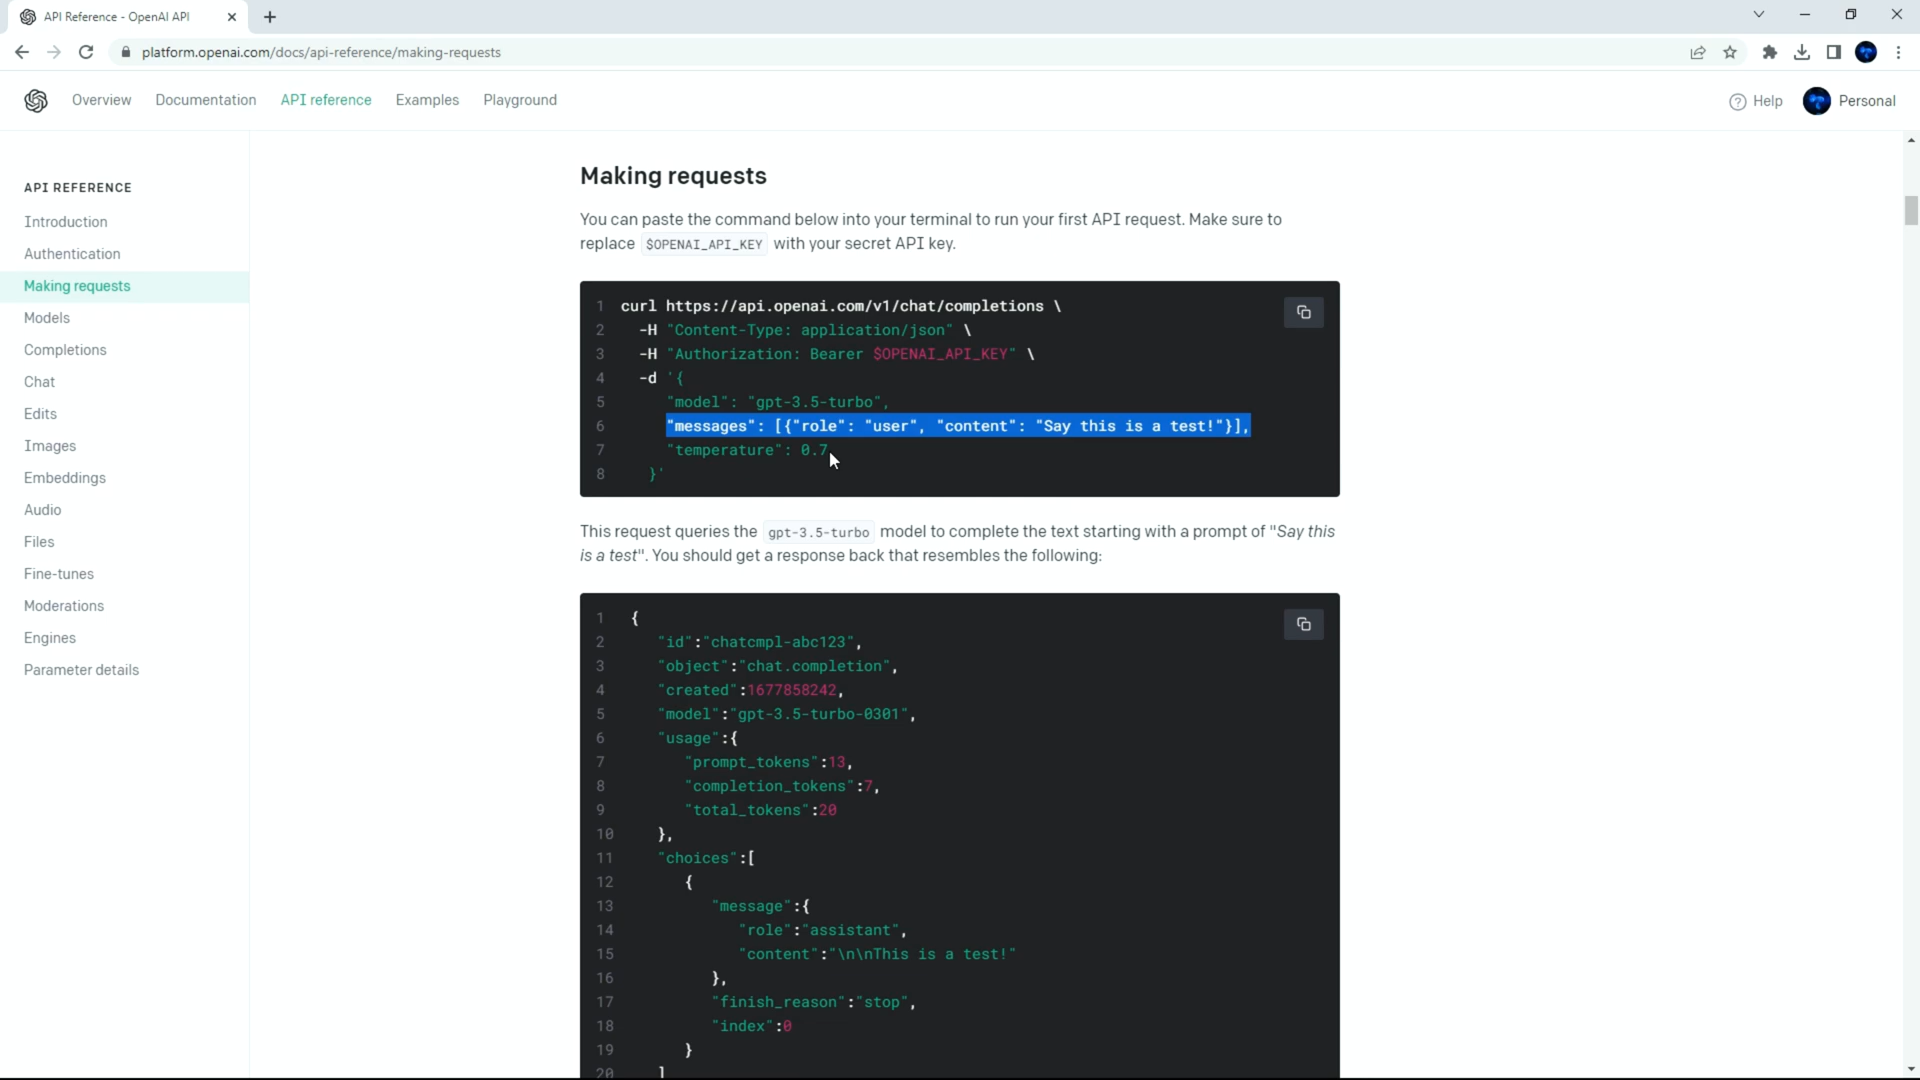 API Reference - OpenAI API
platform.openai.com/docs/api-reference/making-requests
Overview Documentation API reference Examples Playground
Help Personal
API REFERENCE
Introduction
Authentication
Making requests
Models
Completions
Chat
Edits
Images
Embeddings
Audio
Files
Fine-tunes
Moderations
Engines
Parameter details
Making requests
You can paste the command below into your terminal to run your first API request. Make sure to
replace $OPENAI_API_KEY with your secret API key.
1 curl https://api.openai.com/v1/chat/completions \
2 -H "Content-Type: application/json" \
3 -H "Authorization: Bearer $OPENAI_API_KEY" \
4 -d '{
5 "model": "gpt-3.5-turbo",
6 "messages": [{"role": "user", "content": "Say this is a test!"}],
7 "temperature": 0.7
8 }'
This request queries the gpt-3.5-turbo model to complete the text starting with a prompt of "Say this
is a test". You should get a response back that resembles the following:
1 {
2 "id":"chatcmpl-abc123",
3 "object":"chat.completion",
4 "created":1677858242,
5 "model":"gpt-3.5-turbo-0301",
6 "usage":{
7 "prompt_tokens":13,
8 "completion_tokens":7,
9 "total_tokens":20
10 },
11 "choices":[
12 {
13 "message":{
14 "role":"assistant",
15 "content":"\n\nThis is a test!"
16 },
17 "finish_reason":"stop",
18 "index":0
19 }
20 ]